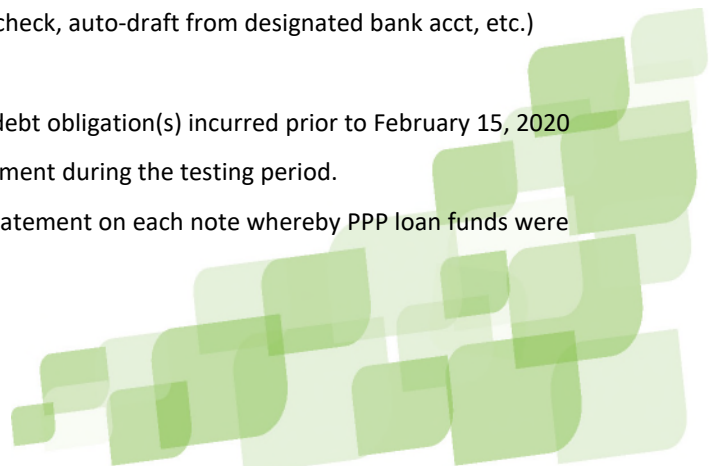 check, auto-draft from designated bank acct, etc.)
debt obligation(s) incurred prior to February 15, 2020
ment during the testing period.
atement on each note whereby PPP loan funds were